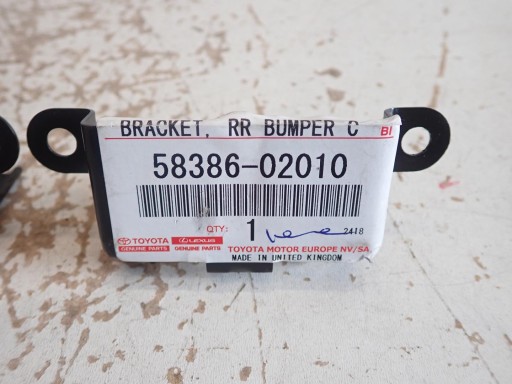 BRACKET, RR BUMPER C BI
58386-02010
QTY: 1 2418
TOYOTA LEXUS
GENUINE PARTS GENUINE PARTS TOYOTA MOTOR EUROPE NV/SA
MADE IN UNITED KINGDOM